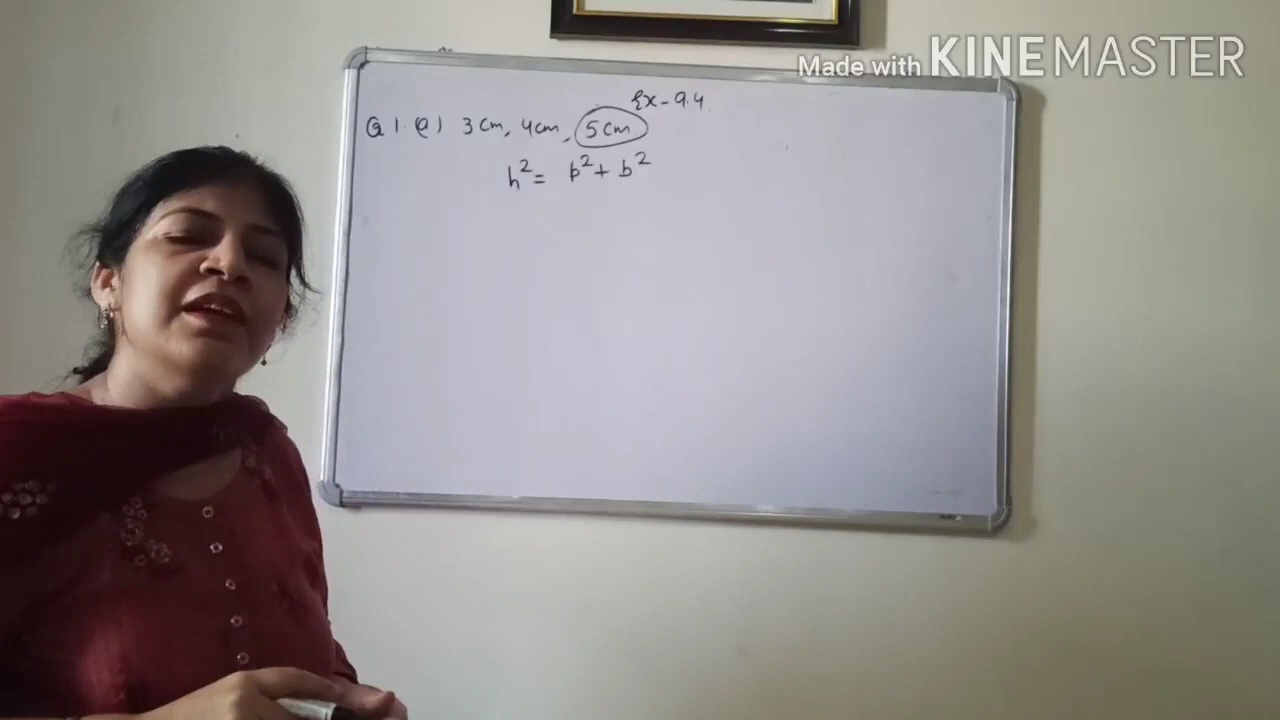 Made with KINEMASTER
Ex-9.4
Q1.(a) 3cm, 4cm, 5cm
h²= p²+ b²